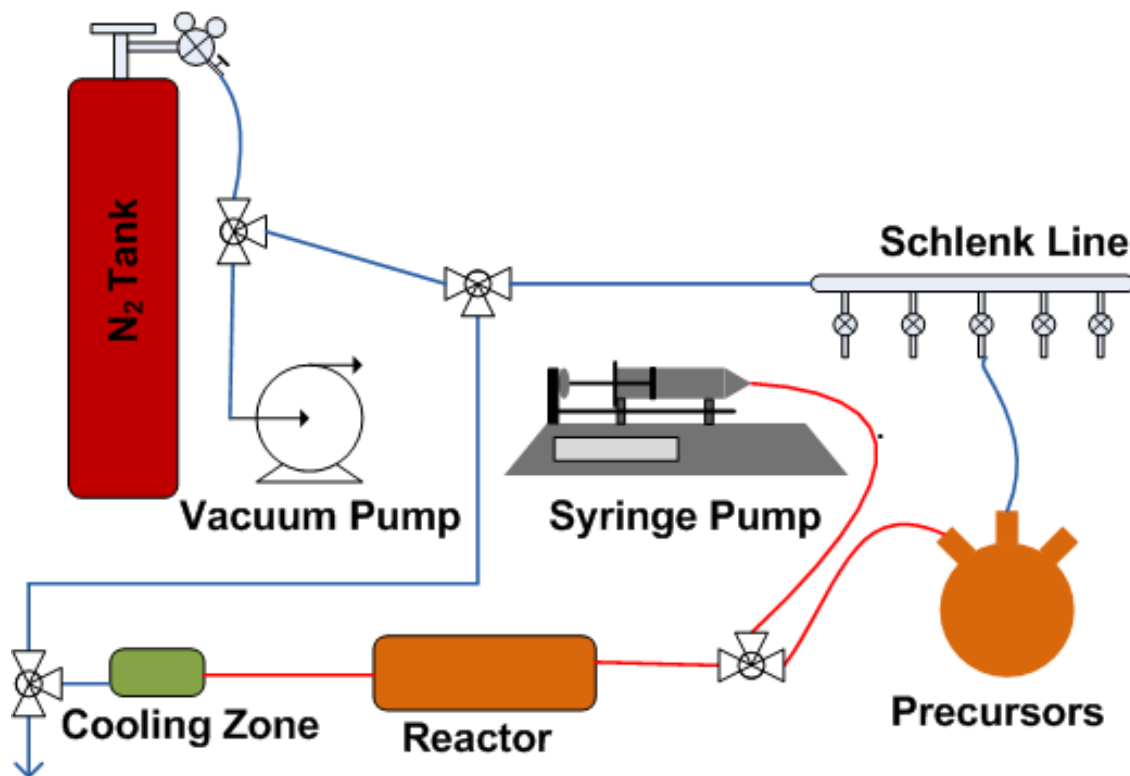 N₂ Tank
Schlenk Line
Vacuum Pump
Syringe Pump
Cooling Zone
Reactor
Precursors